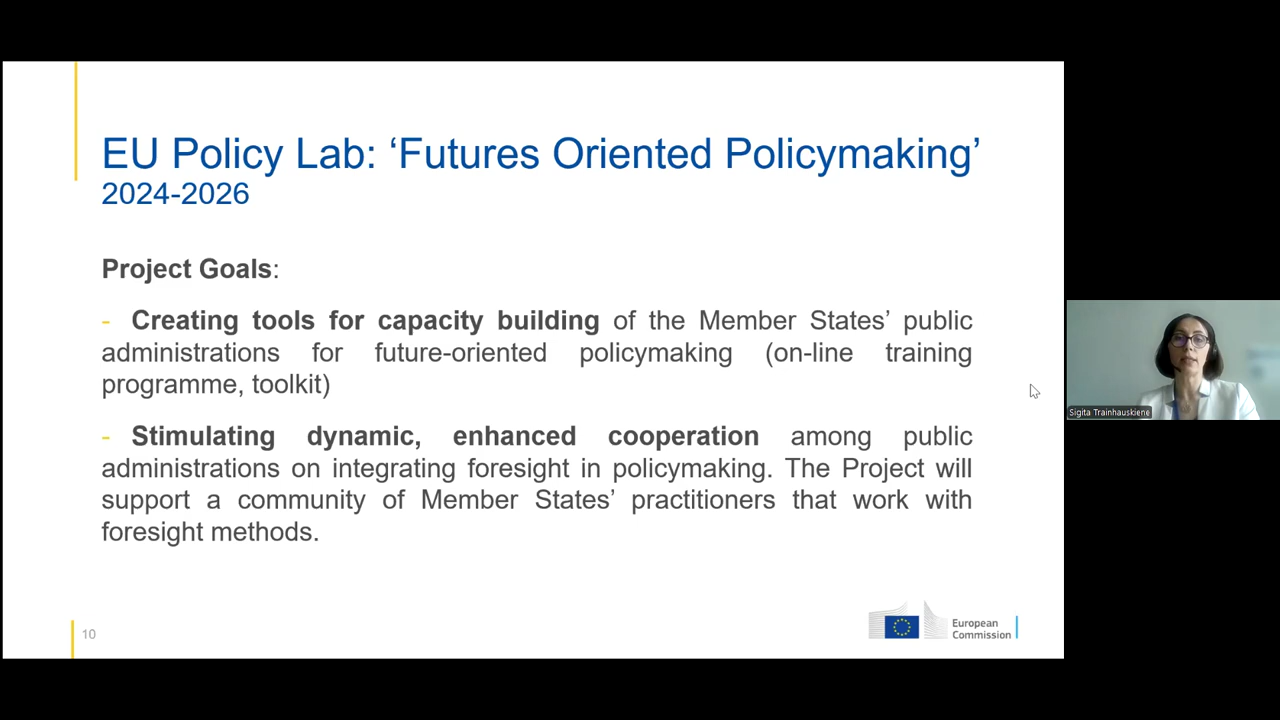 EU Policy Lab: ‘Futures Oriented Policymaking’
2024-2026
Project Goals:
- Creating tools for capacity building of the Member States’ public
administrations for future-oriented policymaking (on-line training
programme, toolkit)
- Stimulating dynamic, enhanced cooperation among public
administrations on integrating foresight in policymaking. The Project will
support a community of Member States’ practitioners that work with
foresight methods.
10
European
Commission
Sigita Trainhauskiene